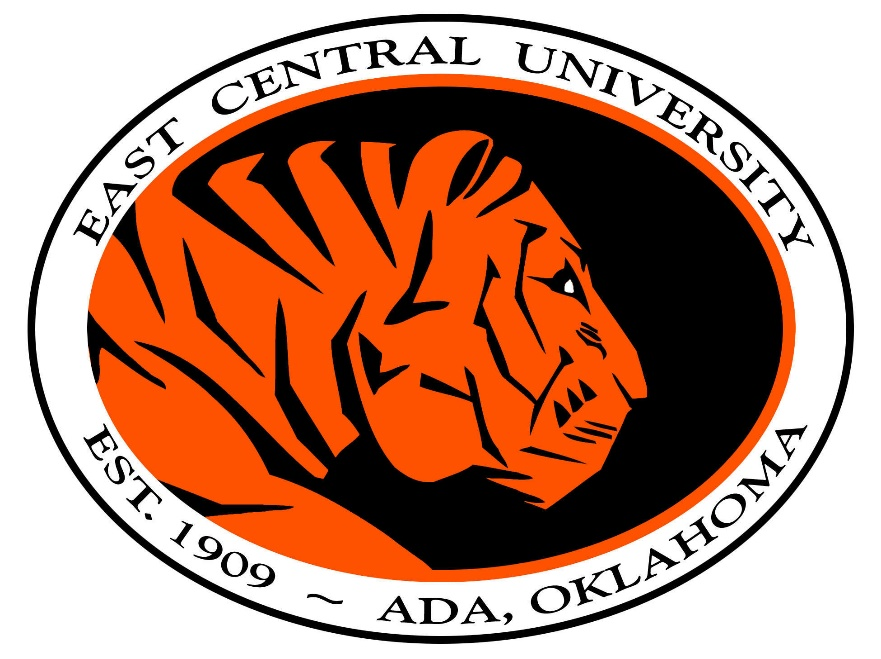 EAST CENTRAL UNIVERSITY
EST. 1909 ~ ADA, OKLAHOMA